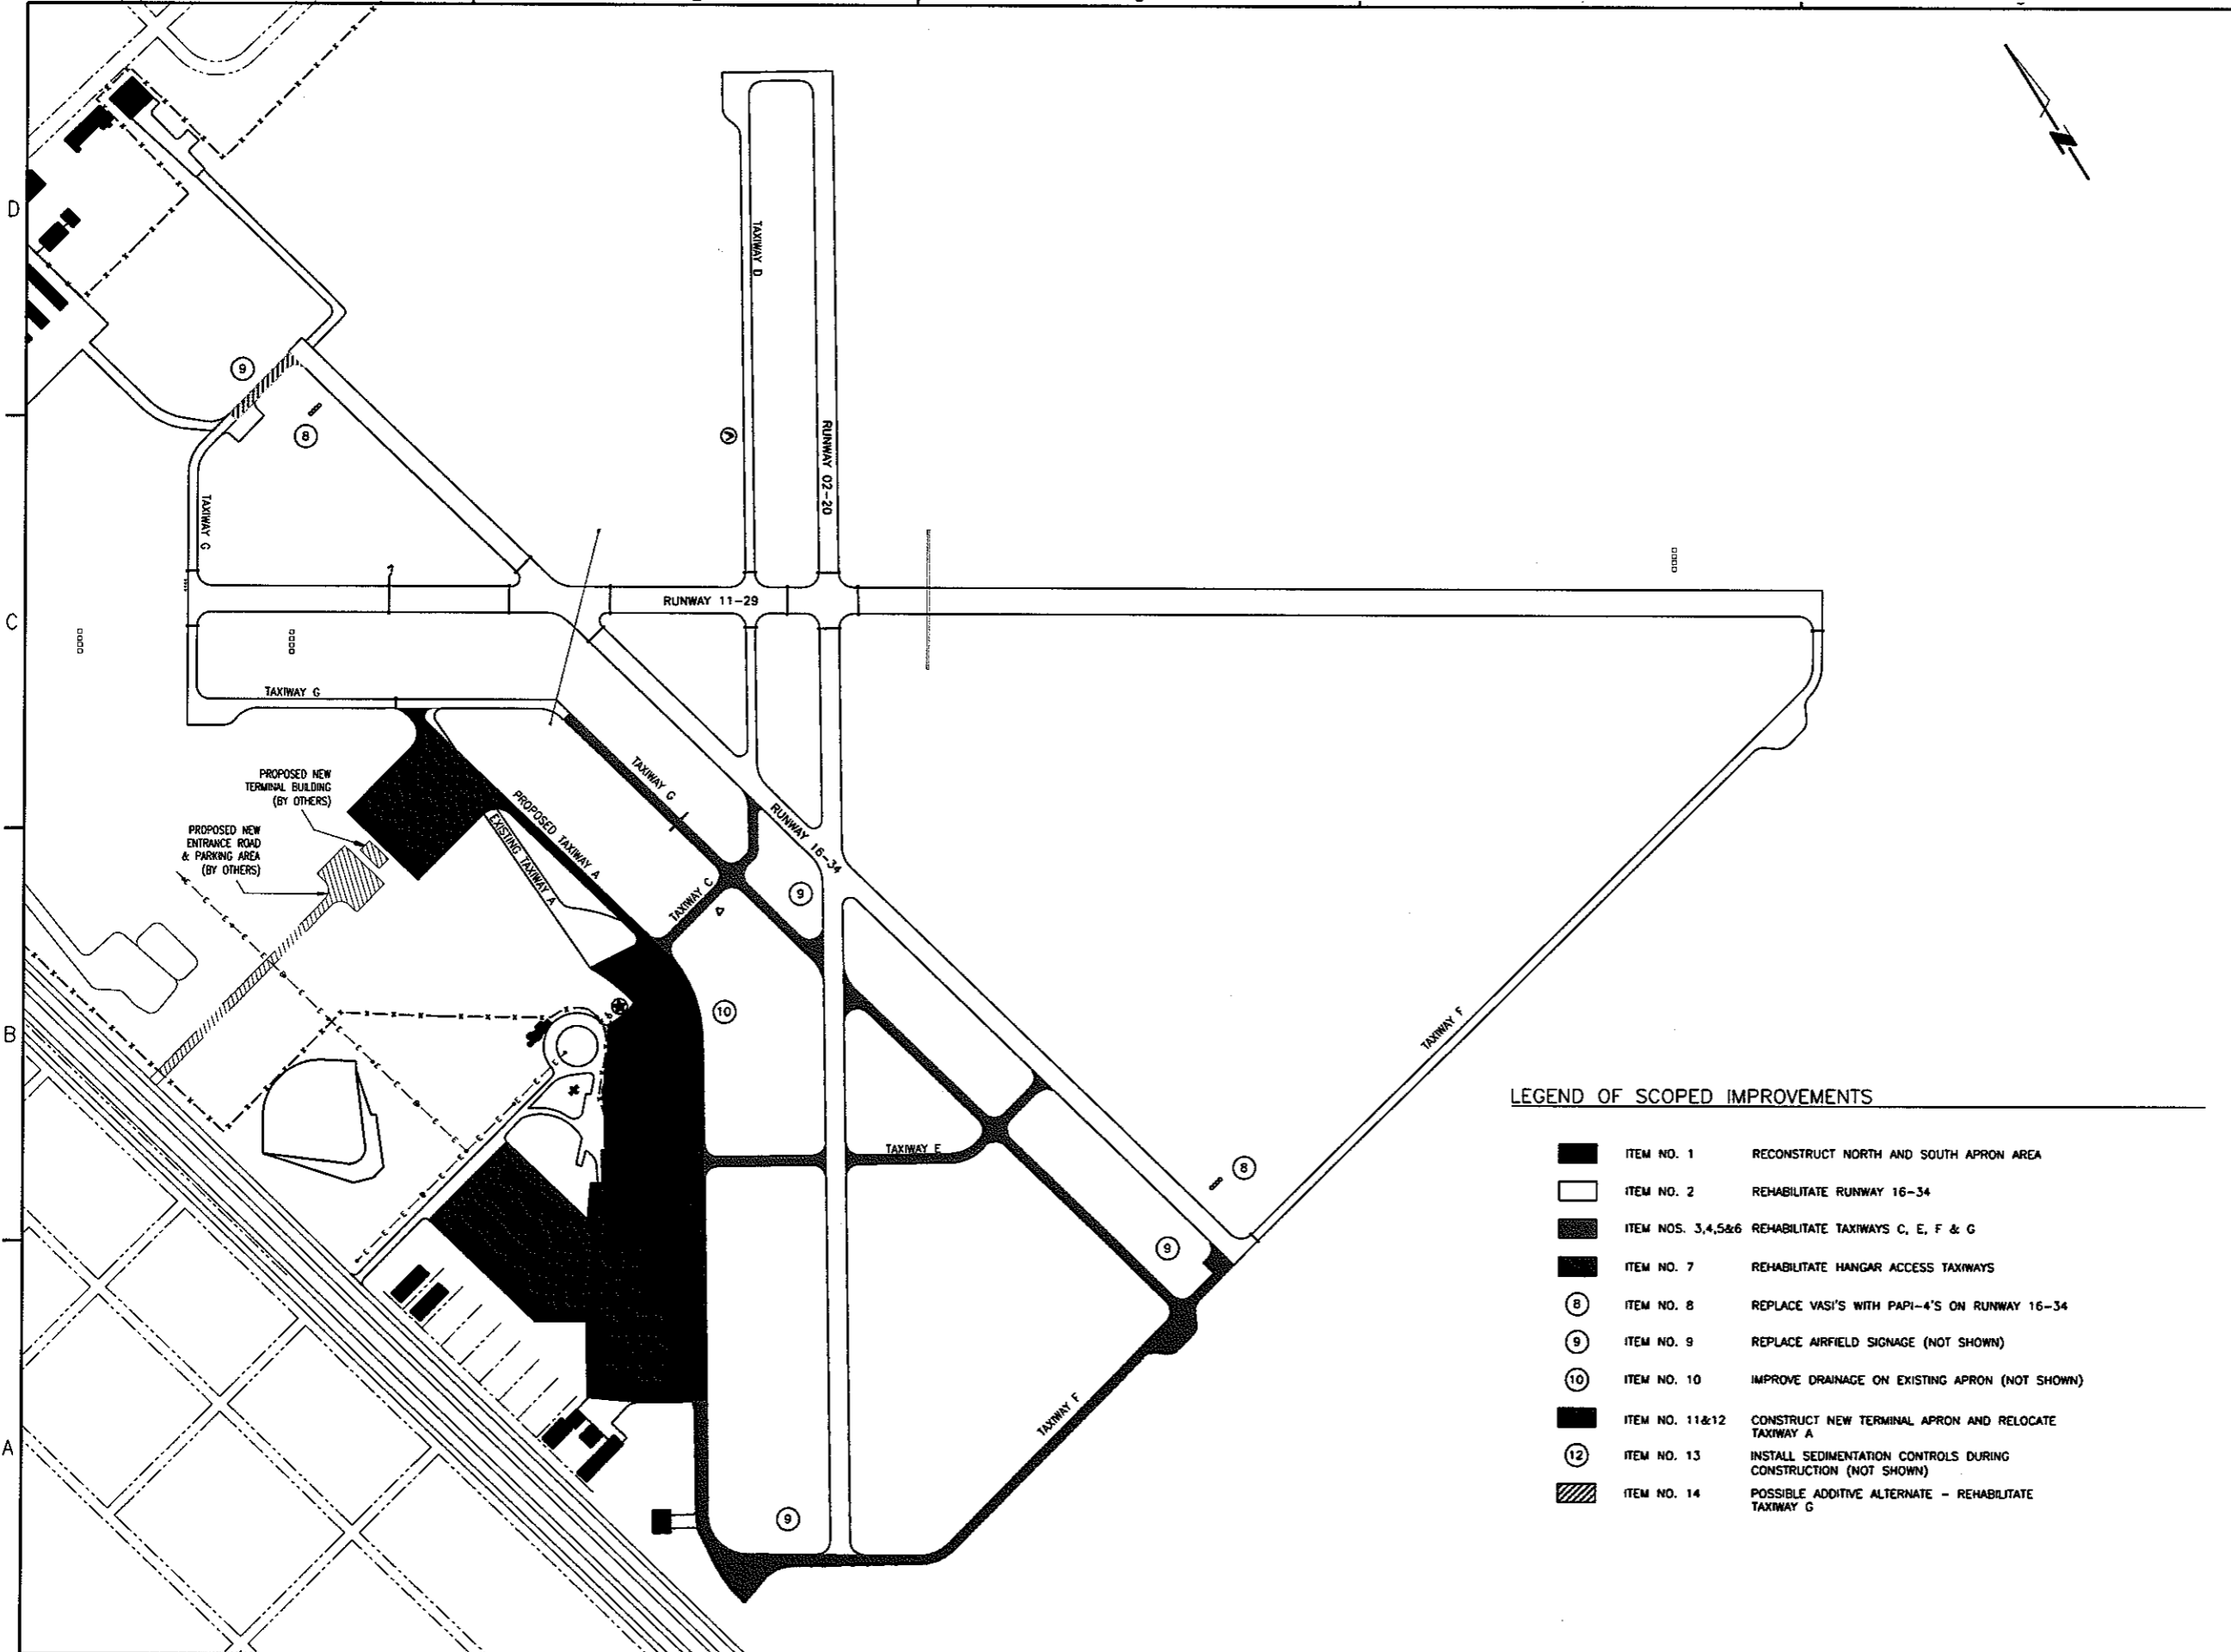 D
C
B
A
TAXIWAY D
RUNWAY 02-20
9
8
TAXIWAY G
RUNWAY 11-29
TAXIWAY G
TAXIWAY G
PROPOSED NEW
TERMINAL BUILDING
(BY OTHERS)
PROPOSED NEW
ENTRANCE ROAD
& PARKING AREA
(BY OTHERS)
PROPOSED TAXIWAY A
EXISTING TAXIWAY A
RUNWAY 16-34
TAXIWAY C
9
10
TAXIWAY F
TAXIWAY E
8
9
TAXIWAY F
9
LEGEND OF SCOPED IMPROVEMENTS
ITEM NO. 1 RECONSTRUCT NORTH AND SOUTH APRON AREA
ITEM NO. 2 REHABILITATE RUNWAY 16-34
ITEM NOS. 3,4,5&6 REHABILITATE TAXIWAYS C, E, F & G
ITEM NO. 7 REHABILITATE HANGAR ACCESS TAXIWAYS
8 ITEM NO. 8 REPLACE VASI'S WITH PAPI-4'S ON RUNWAY 16-34
9 ITEM NO. 9 REPLACE AIRFIELD SIGNAGE (NOT SHOWN)
10 ITEM NO. 10 IMPROVE DRAINAGE ON EXISTING APRON (NOT SHOWN)
ITEM NO. 11&12 CONSTRUCT NEW TERMINAL APRON AND RELOCATE
TAXIWAY A
12 ITEM NO. 13 INSTALL SEDIMENTATION CONTROLS DURING
CONSTRUCTION (NOT SHOWN)
ITEM NO. 14 POSSIBLE ADDITIVE ALTERNATE - REHABILITATE
TAXIWAY G